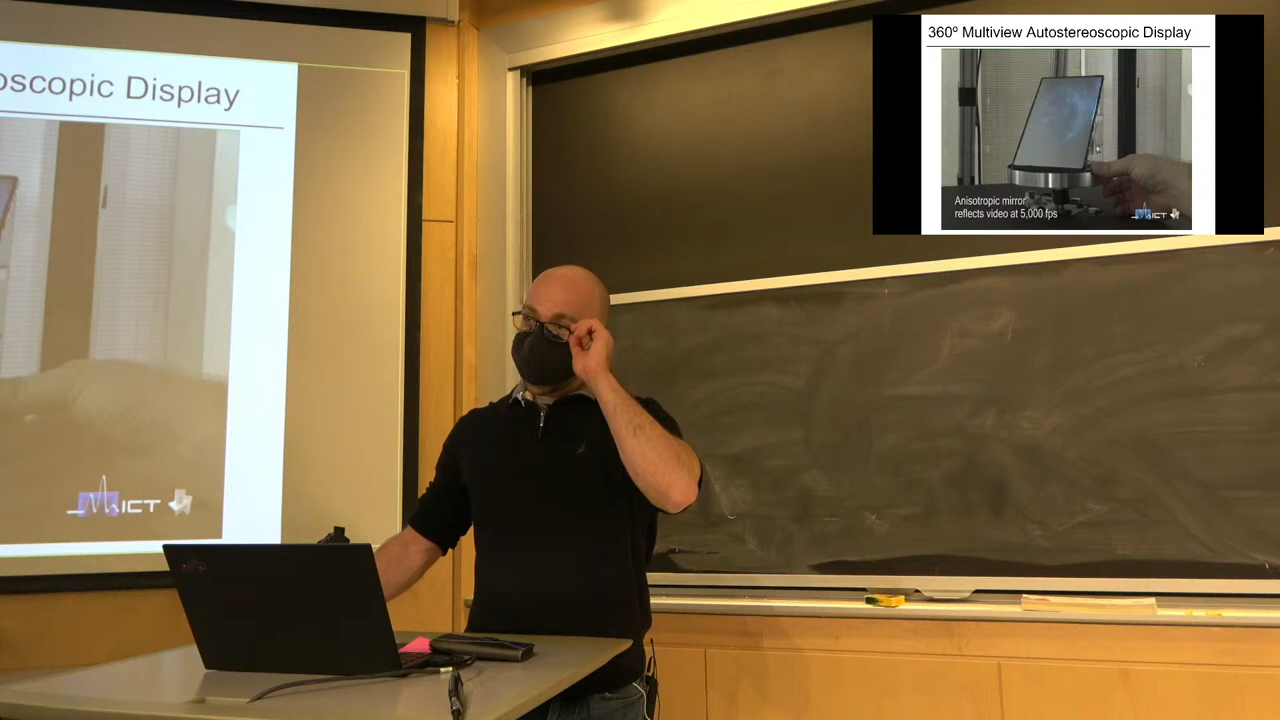 oscopic Display
ICT
360º Multiview Autostereoscopic Display
Anisotropic mirror
reflects video at 5,000 fps
ICT